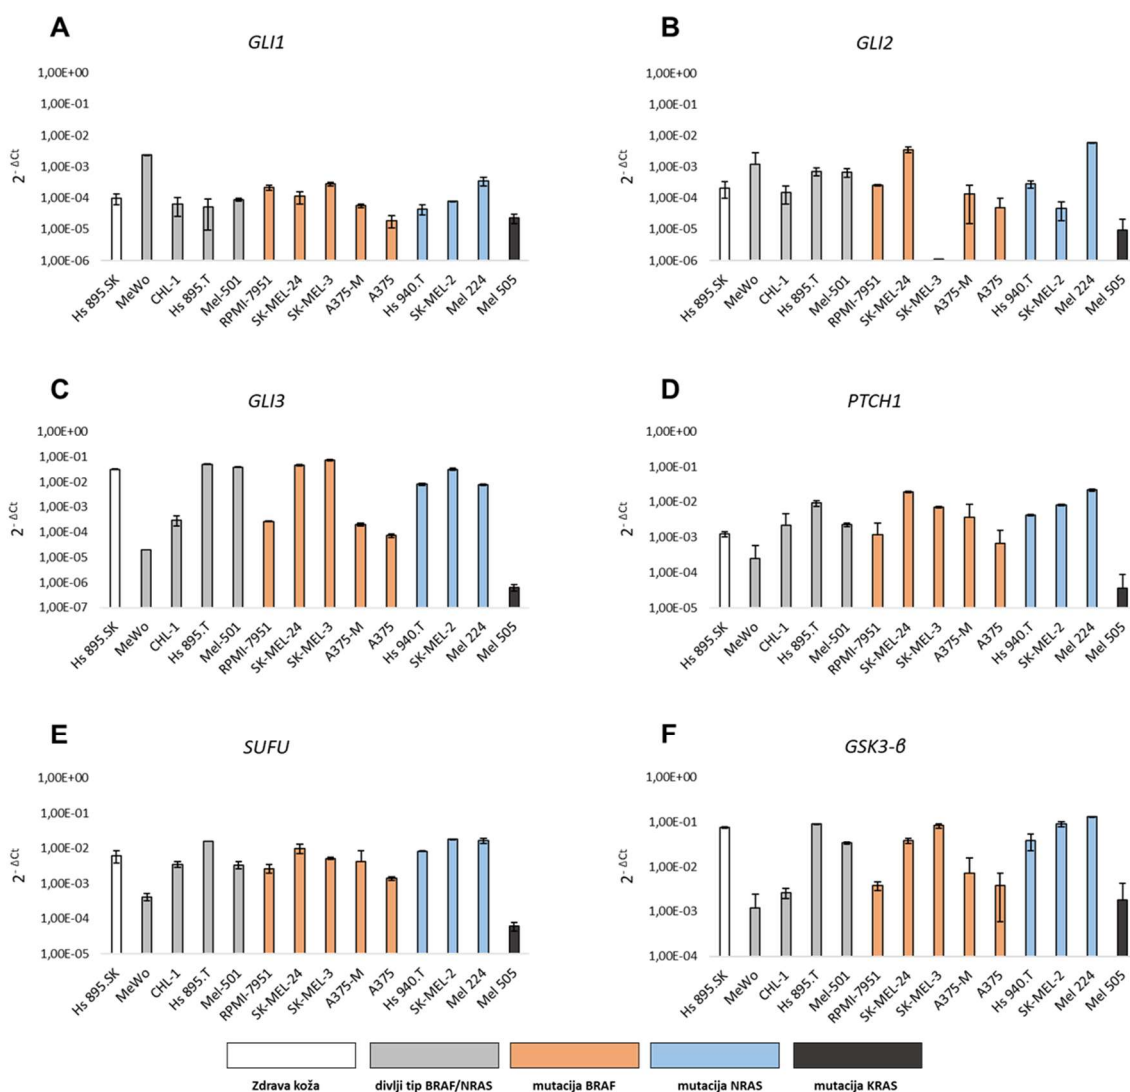 A
GLI1
1,00E+00
1,00E-01
1,00E-02
1,00E-03
1,00E-04
1,00E-05
1,00E-06
2^- ΔCt
Hs 895.SK
MeWo
CHL-1
Hs 895.T
Mel-501
RPMI-7951
SK-MEL-24
SK-MEL-3
A375-M
A375
Hs 940.T
SK-MEL-2
Mel 224
Mel 505
B
GLI2
1,00E+00
1,00E-01
1,00E-02
1,00E-03
1,00E-04
1,00E-05
1,00E-06
2^- ΔCt
Hs 895.SK
MeWo
CHL-1
Hs 895.T
Mel-501
RPMI-7951
SK-MEL-24
SK-MEL-3
A375-M
A375
Hs 940.T
SK-MEL-2
Mel 224
Mel 505
C
GLI3
1,00E+00
1,00E-01
1,00E-02
1,00E-03
1,00E-04
1,00E-05
1,00E-06
1,00E-07
2^- ΔCt
Hs 895.SK
MeWo
CHL-1
Hs 895.T
Mel-501
RPMI-7951
SK-MEL-24
SK-MEL-3
A375-M
A375
Hs 940.T
SK-MEL-2
Mel 224
Mel 505
D
PTCH1
1,00E+00
1,00E-01
1,00E-02
1,00E-03
1,00E-04
1,00E-05
2^- ΔCt
Hs 895.SK
MeWo
CHL-1
Hs 895.T
Mel-501
RPMI-7951
SK-MEL-24
SK-MEL-3
A375-M
A375
Hs 940.T
SK-MEL-2
Mel 224
Mel 505
E
SUFU
1,00E+00
1,00E-01
1,00E-02
1,00E-03
1,00E-04
1,00E-05
2^- ΔCt
Hs 895.SK
MeWo
CHL-1
Hs 895.T
Mel-501
RPMI-7951
SK-MEL-24
SK-MEL-3
A375-M
A375
Hs 940.T
SK-MEL-2
Mel 224
Mel 505
F
GSK3-β
1,00E+00
1,00E-01
1,00E-02
1,00E-03
1,00E-04
2^- ΔCt
Hs 895.SK
MeWo
CHL-1
Hs 895.T
Mel-501
RPMI-7951
SK-MEL-24
SK-MEL-3
A375-M
A375
Hs 940.T
SK-MEL-2
Mel 224
Mel 505
Zdrava koža
divlji tip BRAF/NRAS
mutacija BRAF
mutacija NRAS
mutacija KRAS